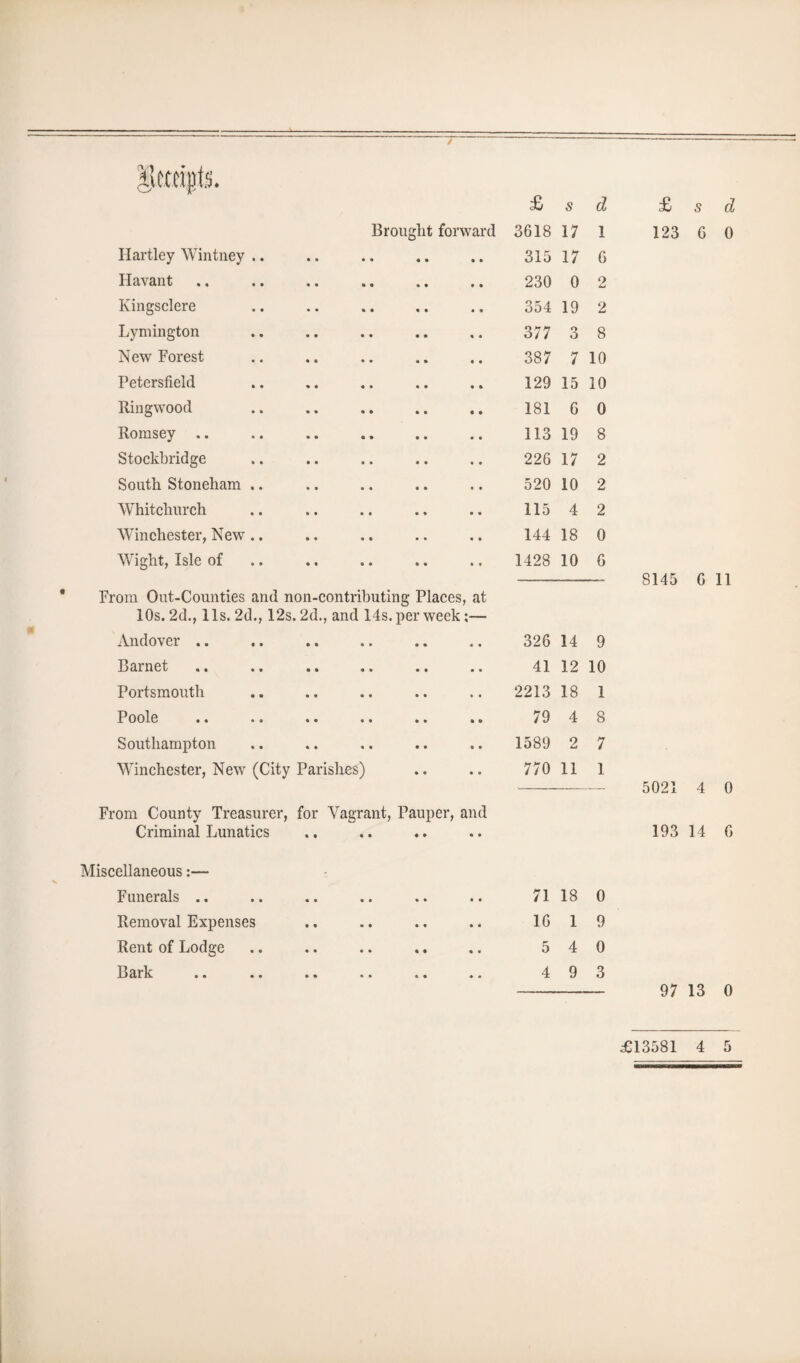 Receipts.
£ s d £ s d
Brought forward 3618 17 1 123 6 0
Hartley Wintney .. .. .. .. .. 315 17 6
Havant .. .. .. .. .. .. 230 0 2
Kingsclere .. .. .. .. .. 354 19 2
Lymington .. .. .. .. .. 377 3 8
New Forest .. .. .. .. .. 387 7 10
Petersfield .. .. .. .. .. 129 15 10
Ringwood .. .. .. .. .. 181 6 0
Romsey .. .. .. .. .. .. 113 19 8
Stockbridge .. .. .. .. .. 226 17 2
South Stoneham .. .. .. .. .. 520 10 2
Whitchurch .. .. .. .. .. 115 4 2
Winchester, New .. .. .. .. .. 144 18 0
Wight, Isle of .. .. .. .. .. 1428 10 6
8145 6 11
From Out-Counties and non-contributing Places, at
10s. 2d., 11s. 2d., 12s. 2d., and 14s. per week;—
Andover .. .. .. .. .. .. 326 14 9
Barnet .. .. .. .. .. .. 41 12 10
Portsmouth .. .. .. .. .. 2213 18 1
Poole .. .. .. .. .. .. 79 4 8
Southampton .. .. .. .. .. 1589 2 7
Winchester, New (City Parishes) .. .. 770 11 1
5021 4 0
From County Treasurer, for Vagrant, Pauper, and
Criminal Lunatics .. .. .. .. 193 14 6
Miscellaneous:—
Funerals .. .. .. .. .. .. 71 18 0
Removal Expenses .. .. .. .. 16 1 9
Rent of Lodge .. .. .. .. .. 5 4 0
Bark .. .. .. .. .. .. 4 9 3
97 13 0
£13581 4 5